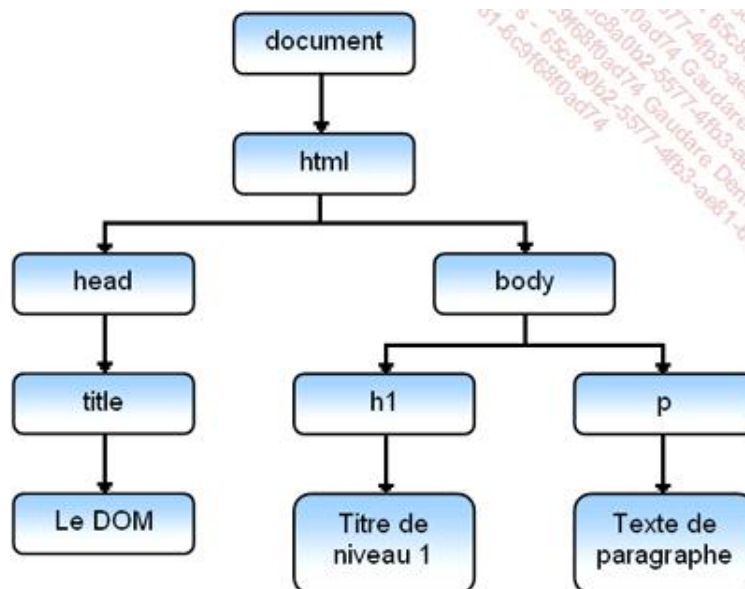 document
html
head
body
title
h1
p
Le DOM
Titre de
niveau 1
Texte de
paragraphe